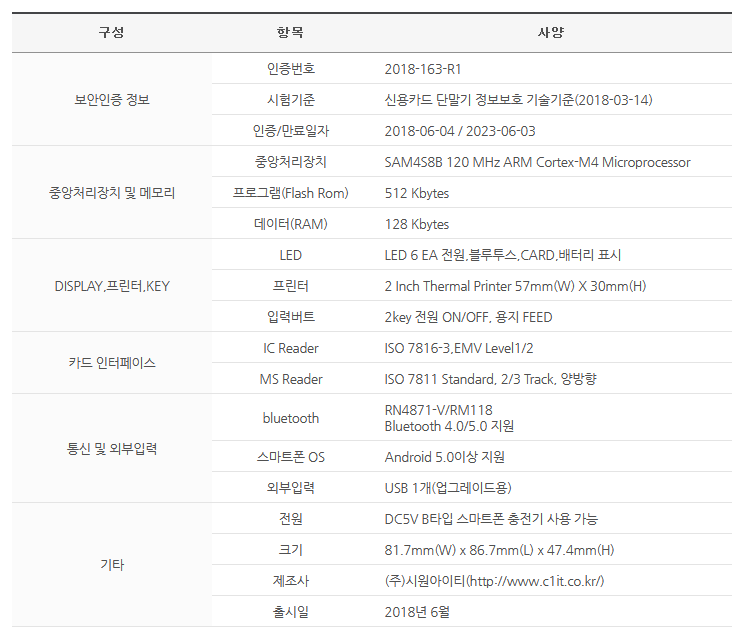 구성 항목 사양
보안인증 정보
인증번호 2018-163-R1
시험기준 신용카드 단말기 정보보호 기술기준(2018-03-14)
인증/만료일자 2018-06-04 / 2023-06-03
중앙처리장치 및 메모리
중앙처리장치 SAM4S8B 120 MHz ARM Cortex-M4 Microprocessor
프로그램(Flash Rom) 512 Kbytes
데이터(RAM) 128 Kbytes
DISPLAY,프린터,KEY
LED LED 6 EA 전원,블루투스,CARD,배터리 표시
프린터 2 Inch Thermal Printer 57mm(W) X 30mm(H)
입력버트 2key 전원 ON/OFF, 용지 FEED
카드 인터페이스
IC Reader ISO 7816-3,EMV Level1/2
MS Reader ISO 7811 Standard, 2/3 Track, 양방향
통신 및 외부입력
bluetooth RN4871-V/RM118
Bluetooth 4.0/5.0 지원
스마트폰 OS Android 5.0이상 지원
외부입력 USB 1개(업그레이드용)
기타
전원 DC5V B타입 스마트폰 충전기 사용 가능
크기 81.7mm(W) x 86.7mm(L) x 47.4mm(H)
제조사 (주)시원아이티(http://www.c1it.co.kr/)
출시일 2018년 6월